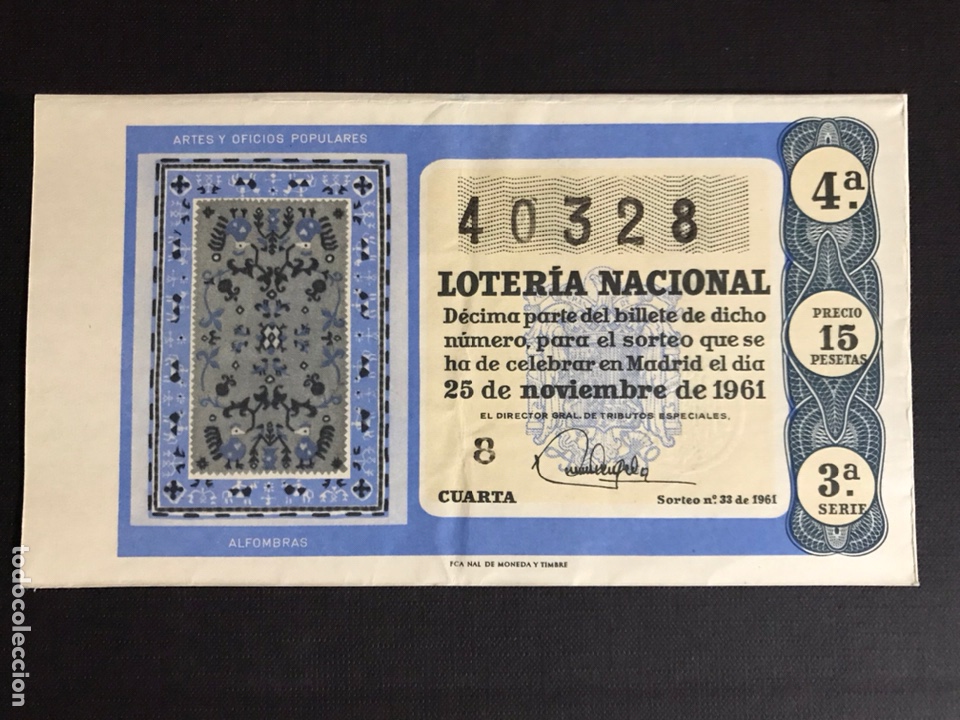 ARTES Y OFICIOS POPULARES
ALFOMBRAS
40328
LOTERÍA NACIONAL
Décima parte del billete de dicho
número, para el sorteo que se
ha de celebrar en Madrid el día
25 de noviembre de 1961
EL DIRECTOR GRAL. DE TRIBUTOS ESPECIALES,
8
CUARTA
Sorteo nº. 33 de 1961
4.ª
PRECIO
15
PESETAS
3.ª
SERIE
FCA NAL DE MONEDA Y TIMBRE
todocoleccion